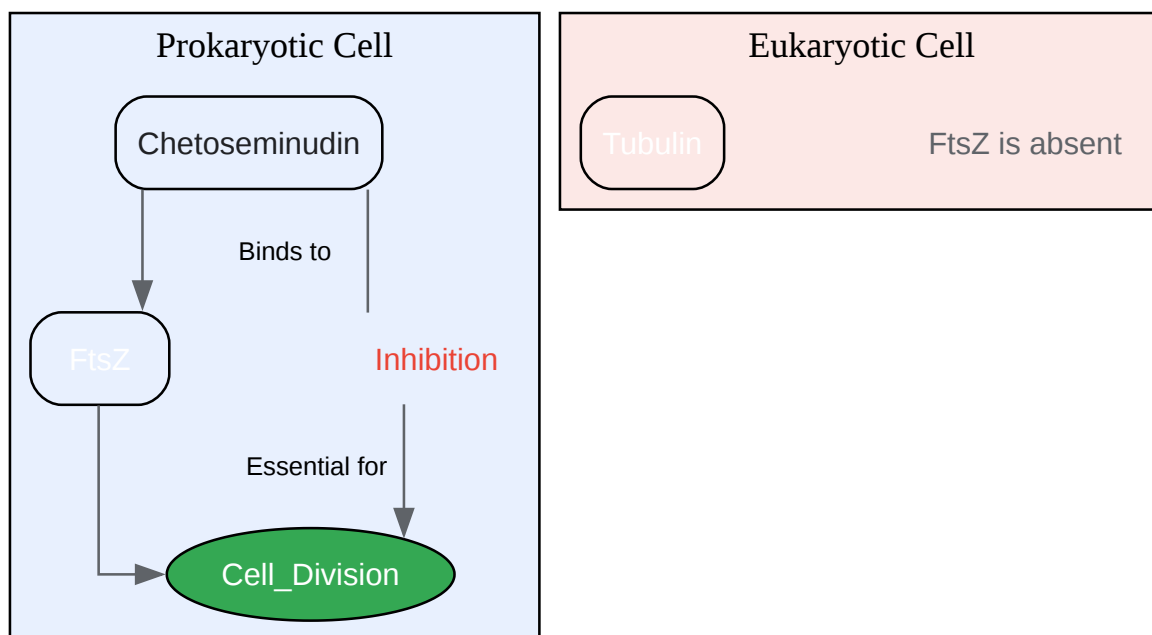 Prokaryotic Cell
Chetoseminudin
Binds to
FtsZ
Inhibition
Essential for
Cell_Division
Eukaryotic Cell
Tubulin
FtsZ is absent